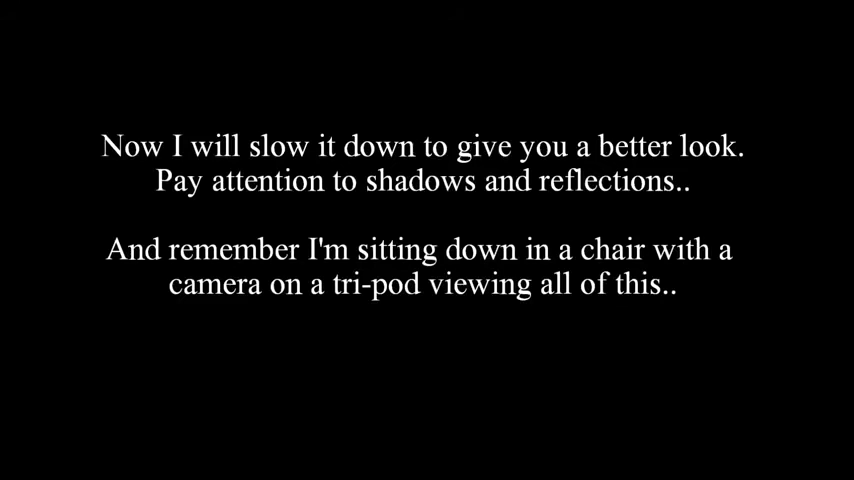 Now I will slow it down to give you a better look.
Pay attention to shadows and reflections..
And remember I'm sitting down in a chair with a
camera on a tri-pod viewing all of this..